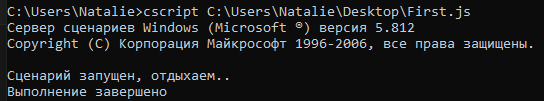 C:\Users\Natalie>cscript C:\Users\Natalie\Desktop\First.js
Сервер сценариев Windows (Microsoft ®) версия 5.812
Copyright (C) Корпорация Майкрософт 1996-2006, все права защищены.
Сценарий запущен, отдыхаем..
Выполнение завершено